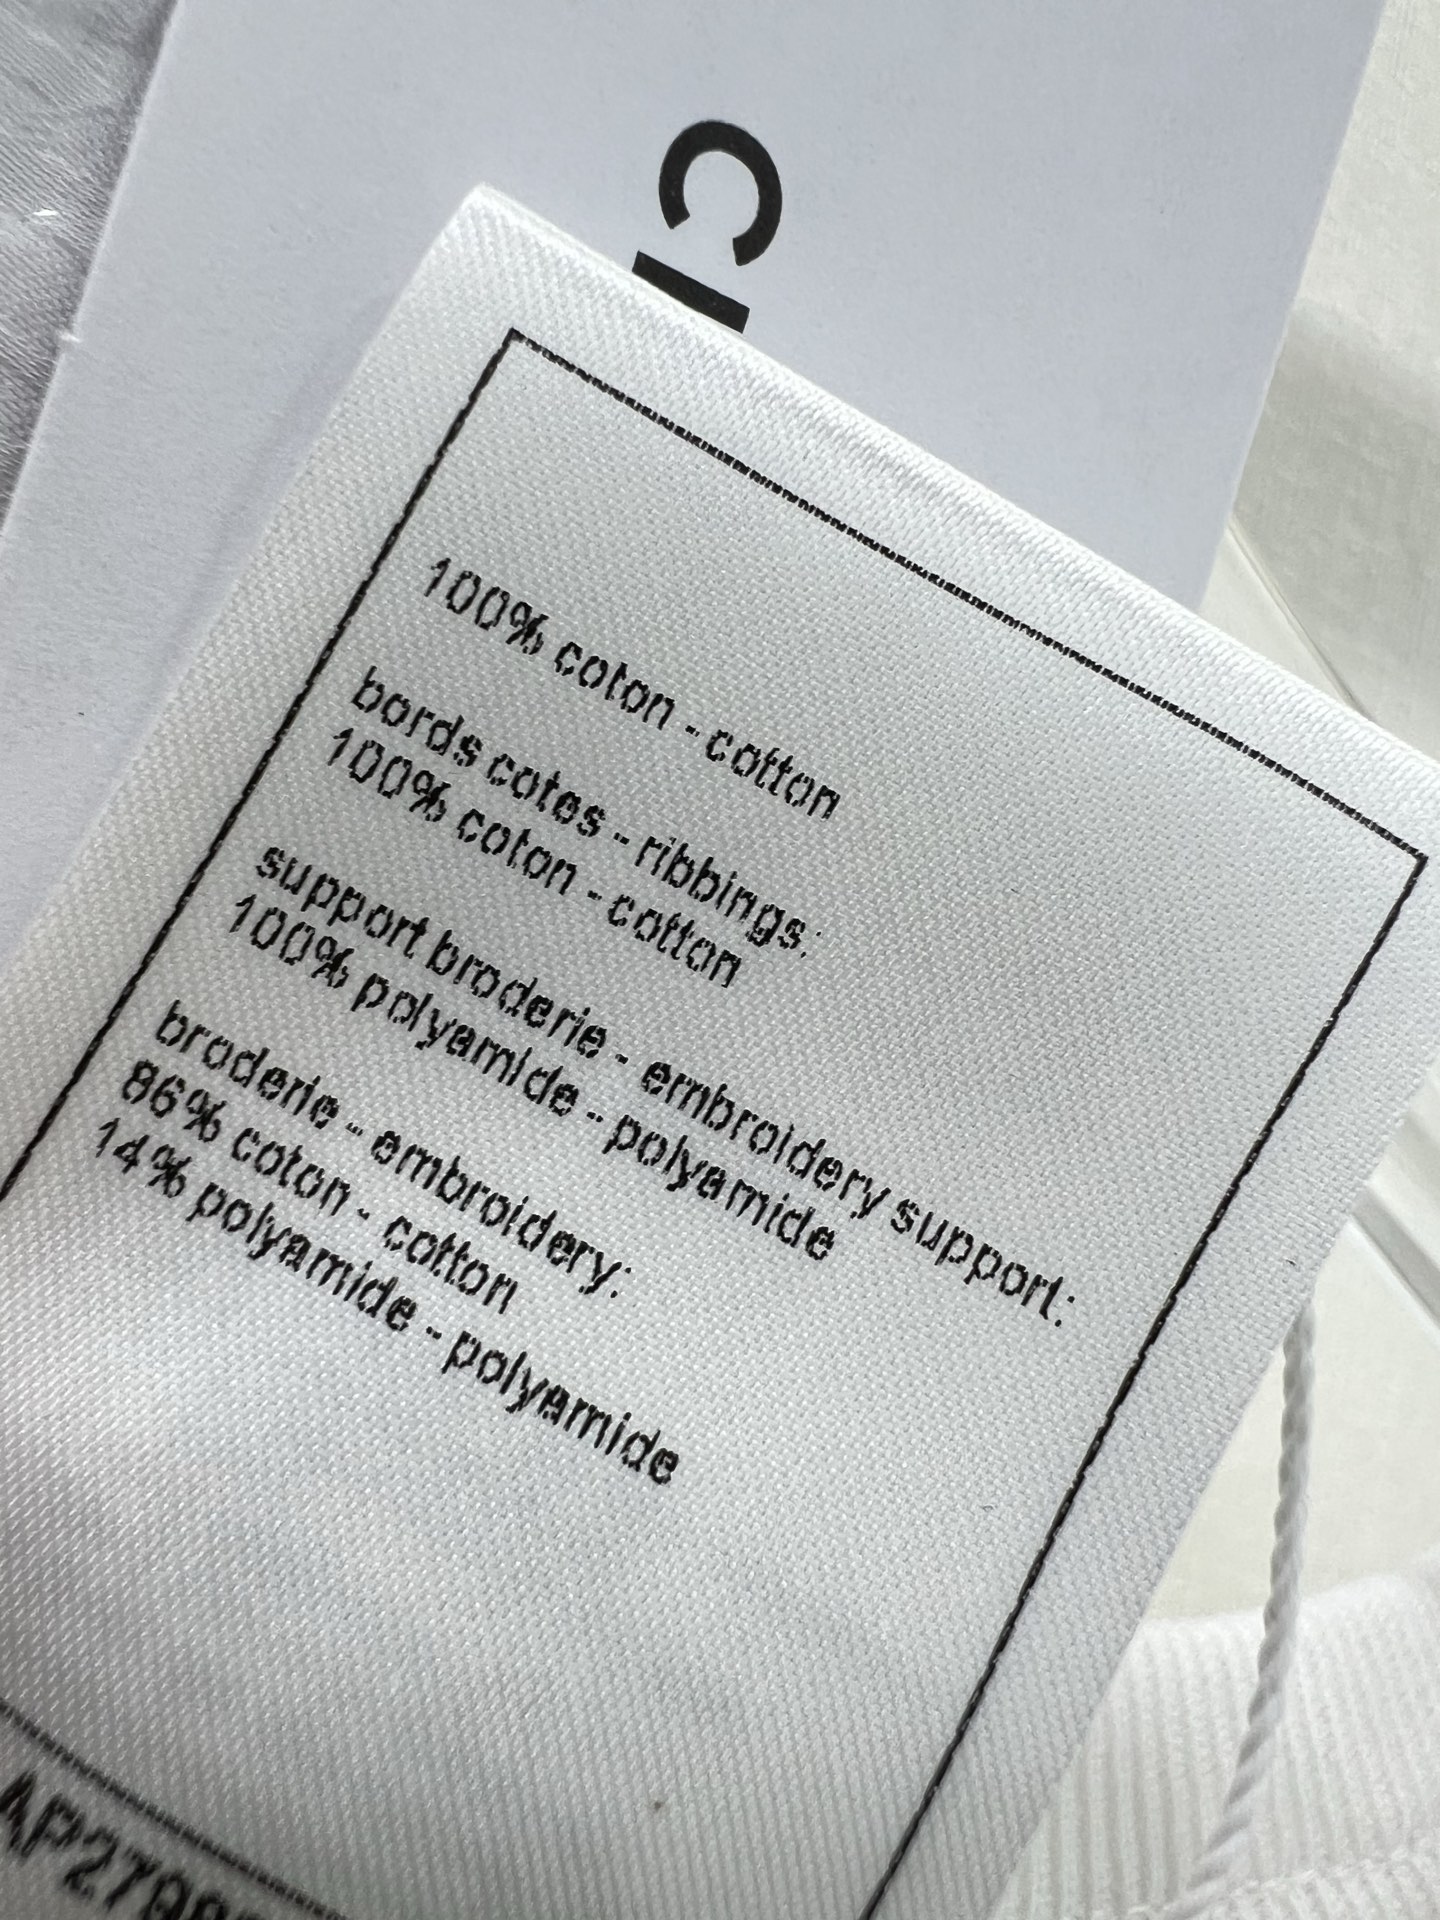 100% coton - cotton
bords cotes - ribbings:
100% coton - cotton
support broderie - embroidery support:
100% polyamide - polyamide
broderie - embroidery:
86% coton - cotton
14% polyamide - polyamide